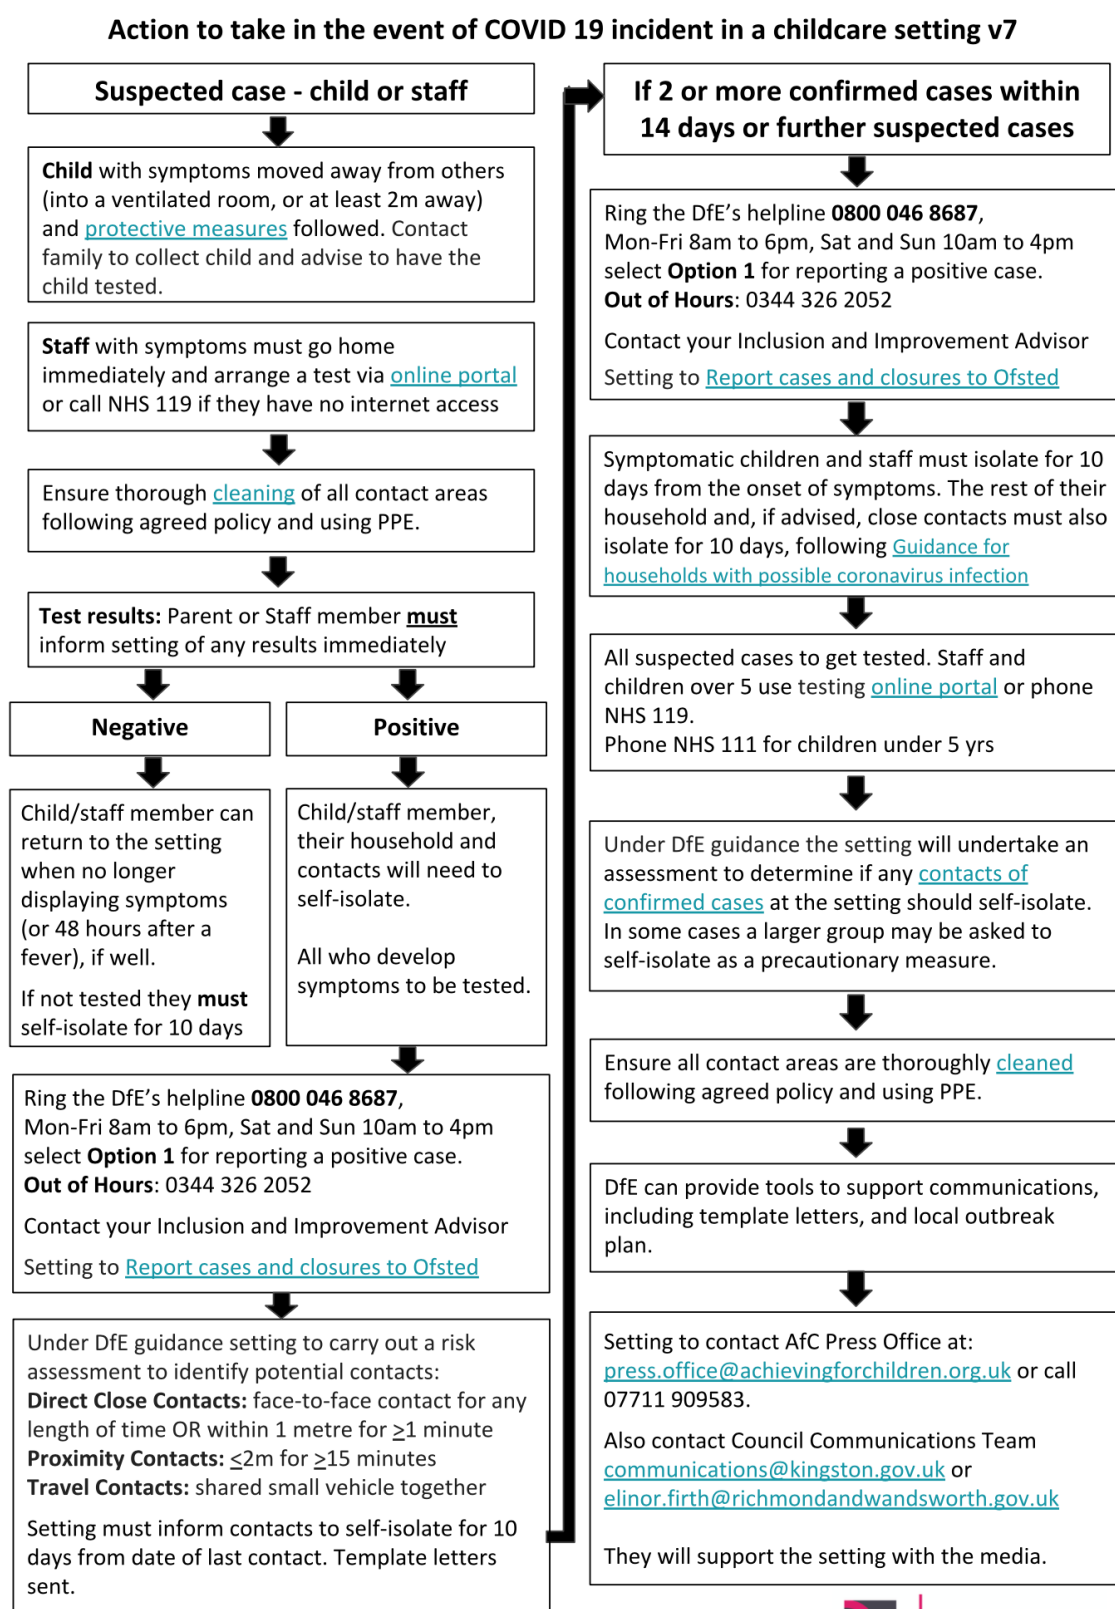 Action to take in the event of COVID 19 incident in a childcare setting v7
Suspected case - child or staff
Child with symptoms moved away from others
(into a ventilated room, or at least 2m away)
and protective measures followed. Contact
family to collect child and advise to have the
child tested.
Staff with symptoms must go home
immediately and arrange a test via online portal
or call NHS 119 if they have no internet access
Ensure thorough cleaning of all contact areas
following agreed policy and using PPE.
Test results: Parent or Staff member must
inform setting of any results immediately
Negative
Child/staff member can
return to the setting
when no longer
displaying symptoms
(or 48 hours after a
fever), if well.
If not tested they must
self-isolate for 10 days
Positive
Child/staff member,
their household and
contacts will need to
self-isolate.
All who develop
symptoms to be tested.
Ring the DfE's helpline 0800 046 8687,
Mon-Fri 8am to 6pm, Sat and Sun 10am to 4pm
select Option 1 for reporting a positive case.
Out of Hours: 0344 326 2052
Contact your Inclusion and Improvement Advisor
Setting to Report cases and closures to Ofsted
Under DfE guidance setting to carry out a risk
assessment to identify potential contacts:
Direct Close Contacts: face-to-face contact for any
length of time OR within 1 metre for ≥1 minute
Proximity Contacts: ≤2m for ≥15 minutes
Travel Contacts: shared small vehicle together
Setting must inform contacts to self-isolate for 10
days from date of last contact. Template letters
sent.
If 2 or more confirmed cases within
14 days or further suspected cases
Ring the DfE's helpline 0800 046 8687,
Mon-Fri 8am to 6pm, Sat and Sun 10am to 4pm
select Option 1 for reporting a positive case.
Out of Hours: 0344 326 2052
Contact your Inclusion and Improvement Advisor
Setting to Report cases and closures to Ofsted
Symptomatic children and staff must isolate for 10
days from the onset of symptoms. The rest of their
household and, if advised, close contacts must also
isolate for 10 days, following Guidance for
households with possible coronavirus infection
All suspected cases to get tested. Staff and
children over 5 use testing online portal or phone
NHS 119.
Phone NHS 111 for children under 5 yrs
Under DfE guidance the setting will undertake an
assessment to determine if any contacts of
confirmed cases at the setting should self-isolate.
In some cases a larger group may be asked to
self-isolate as a precautionary measure.
Ensure all contact areas are thoroughly cleaned
following agreed policy and using PPE.
DfE can provide tools to support communications,
including template letters, and local outbreak
plan.
Setting to contact AfC Press Office at:
press.office@achievingforchildren.org.uk or call
07711 909583.
Also contact Council Communications Team
communications@kingston.gov.uk or
elinor.firth@richmondandwandsworth.gov.uk
They will support the setting with the media.